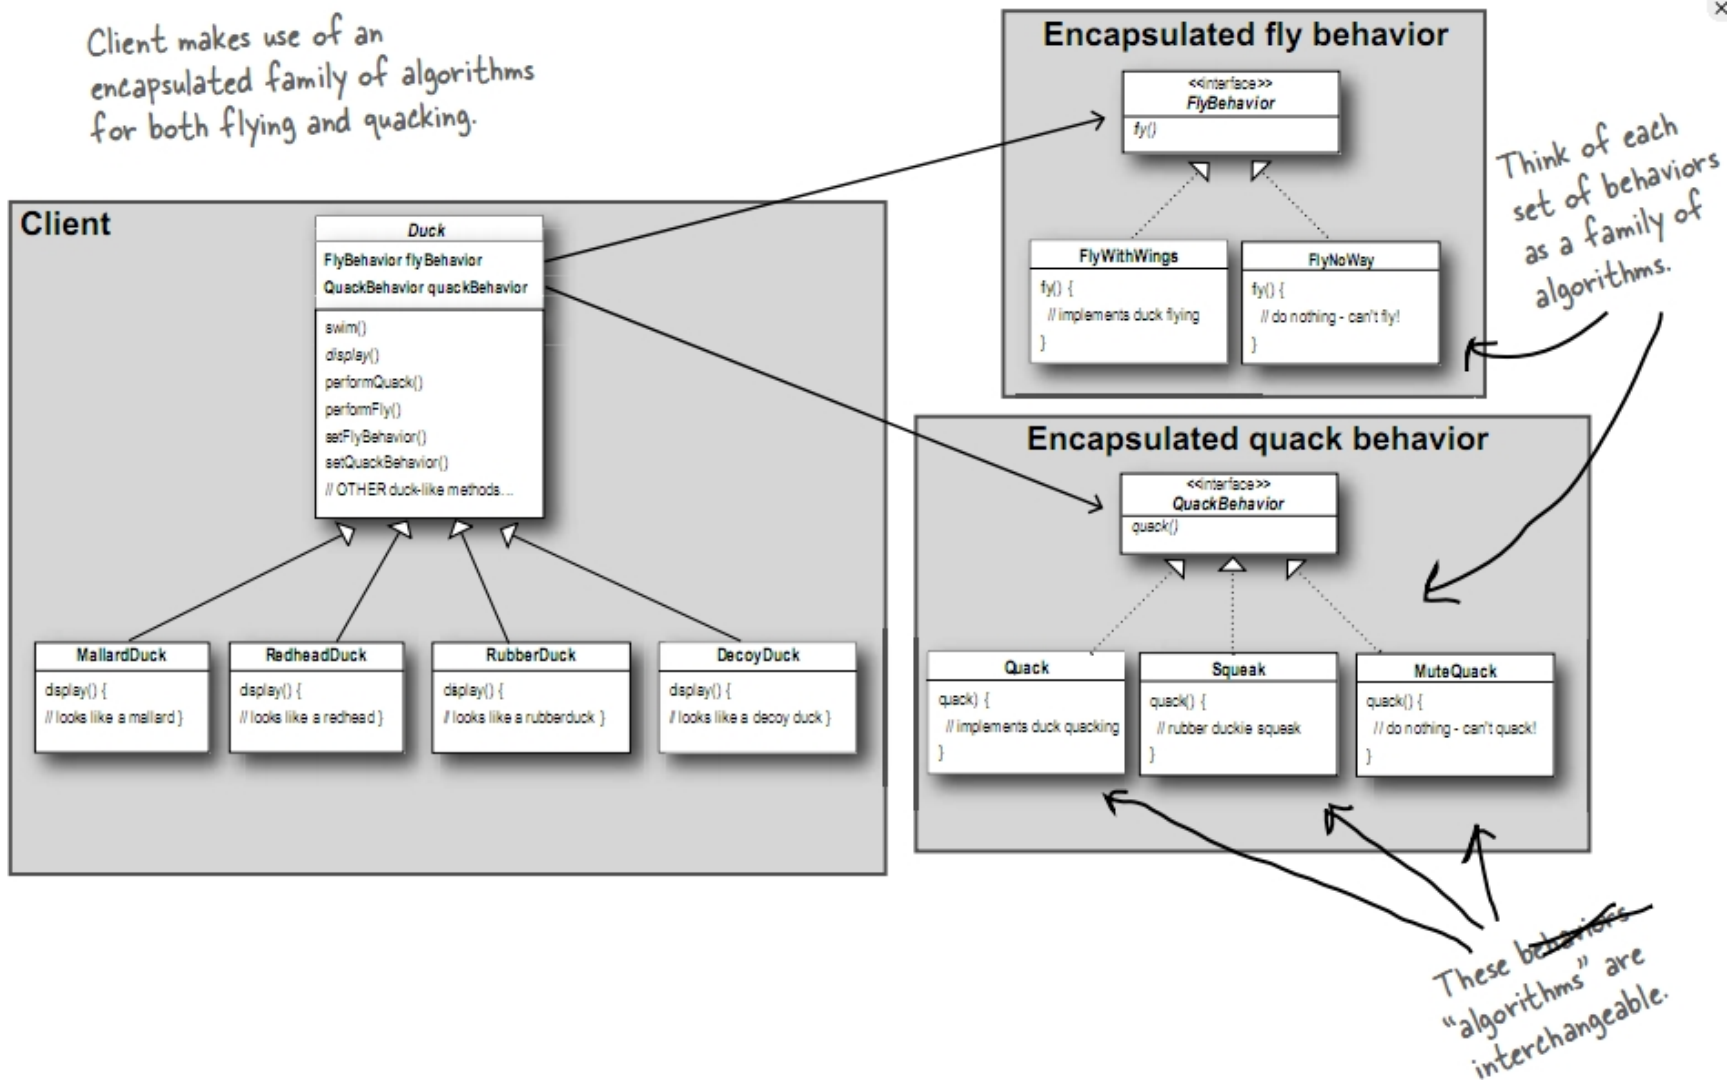 Client makes use of an
encapsulated family of algorithms
for both flying and quacking.
Client
Duck
FlyBehavior flyBehavior
QuackBehavior quackBehavior
swim()
display()
performQuack()
performFly()
setFlyBehavior()
setQuackBehavior()
// OTHER duck-like methods...
MallardDuck
display() {
// looks like a mallard }
RedheadDuck
display() {
// looks like a redhead }
RubberDuck
display() {
// looks like a rubberduck }
DecoyDuck
display() {
// looks like a decoy duck }
Encapsulated fly behavior
<<interface>>
FlyBehavior
fly()
FlyWithWings
fly() {
// implements duck flying
}
FlyNoWay
fly() {
// do nothing - can't fly!
}
Think of each
set of behaviors
as a family of
algorithms.
Encapsulated quack behavior
<<interface>>
QuackBehavior
quack()
Quack
quack) {
// implements duck quacking
}
Squeak
quack() {
// rubber duckie squeak
}
MuteQuack
quack() {
// do nothing - can't quack!
}
These behaviors
“algorithms” are
interchangeable.